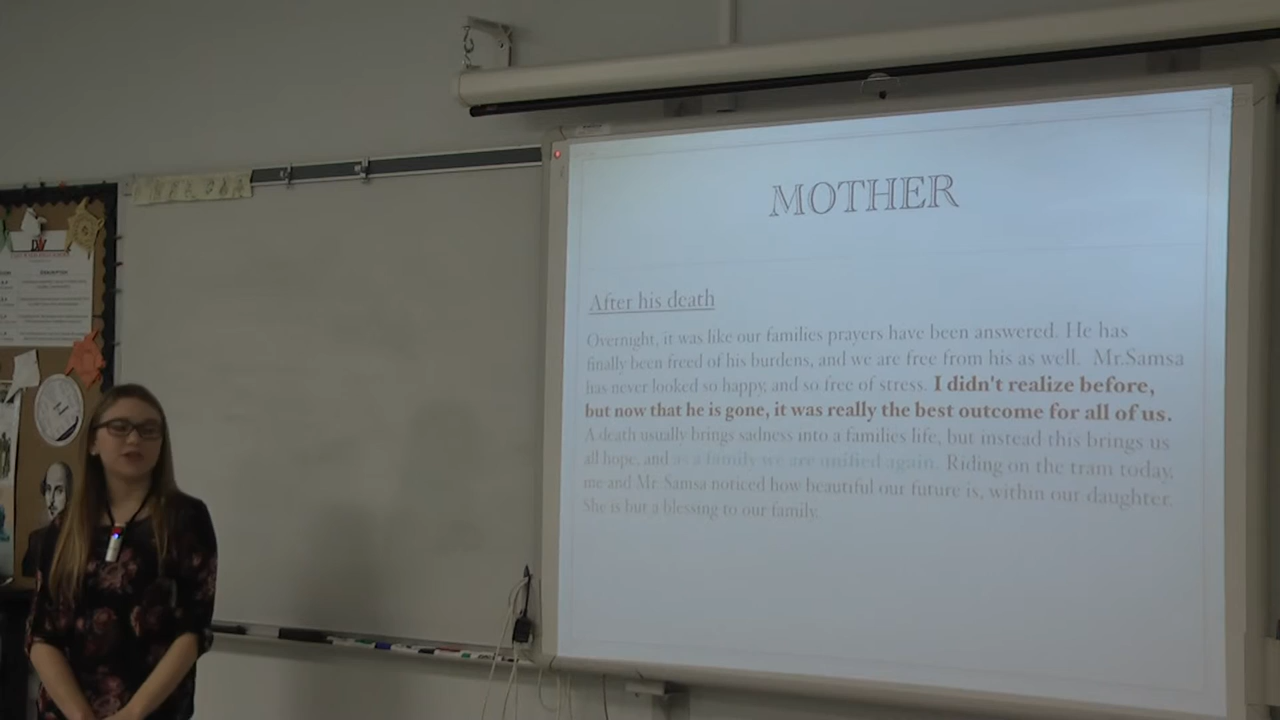 MOTHER
After his death
Overnight, it was like our families prayers have been answered. He has
finally been freed of his burdens, and we are free from his as well. Mr.Samsa
has never looked so happy, and so free of stress. I didn't realize before,
but now that he is gone, it was really the best outcome for all of us.
A death usually brings sadness into a families life, but instead this brings us
all hope, and as a family we are unified again. Riding on the tram today,
me and Mr. Samsa noticed how beautiful our future is, within our daughter.
She is but a blessing to our family.